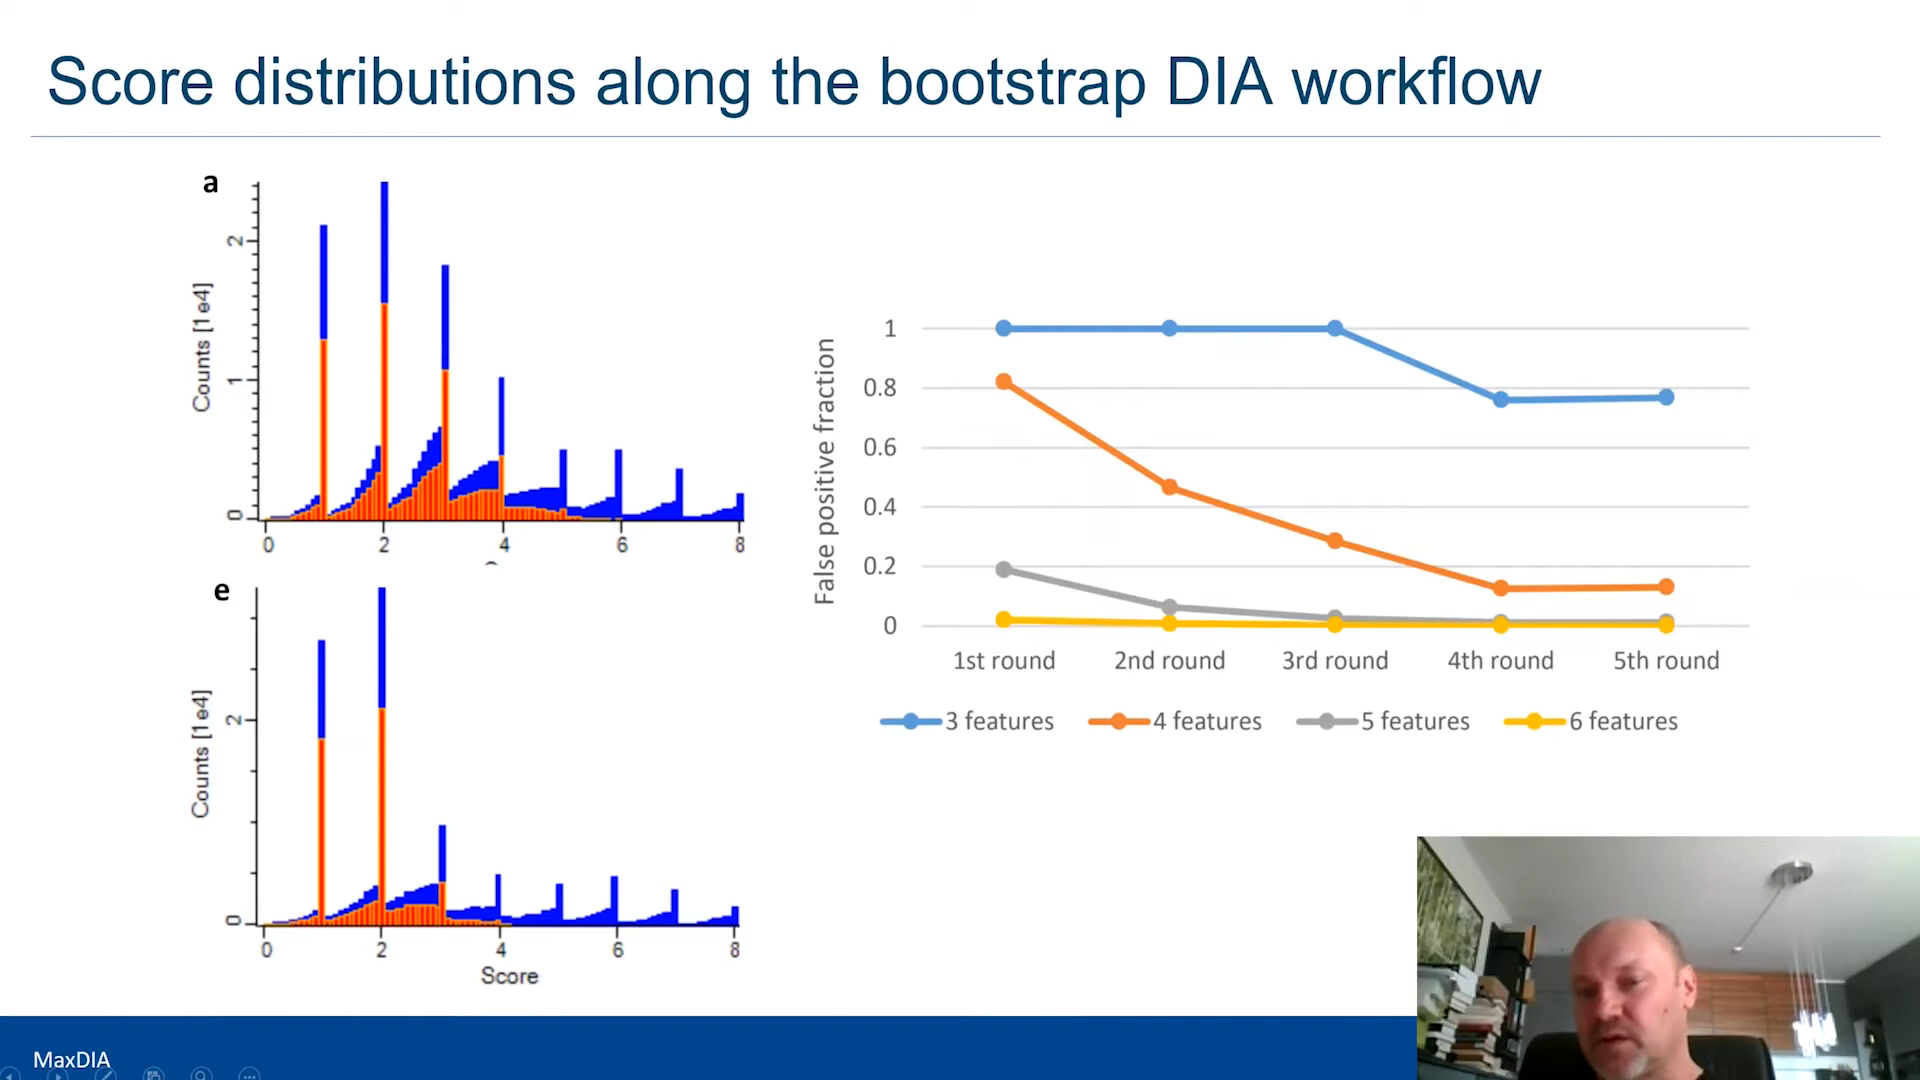 Score distributions along the bootstrap DIA workflow
a
Counts [1e4]
2
1
0
0 2 4 6 8
e
Counts [1e4]
2
0
0 2 4 6 8
Score
False positive fraction
1
0.8
0.6
0.4
0.2
0
1st round 2nd round 3rd round 4th round 5th round
3 features 4 features 5 features 6 features
MaxDIA